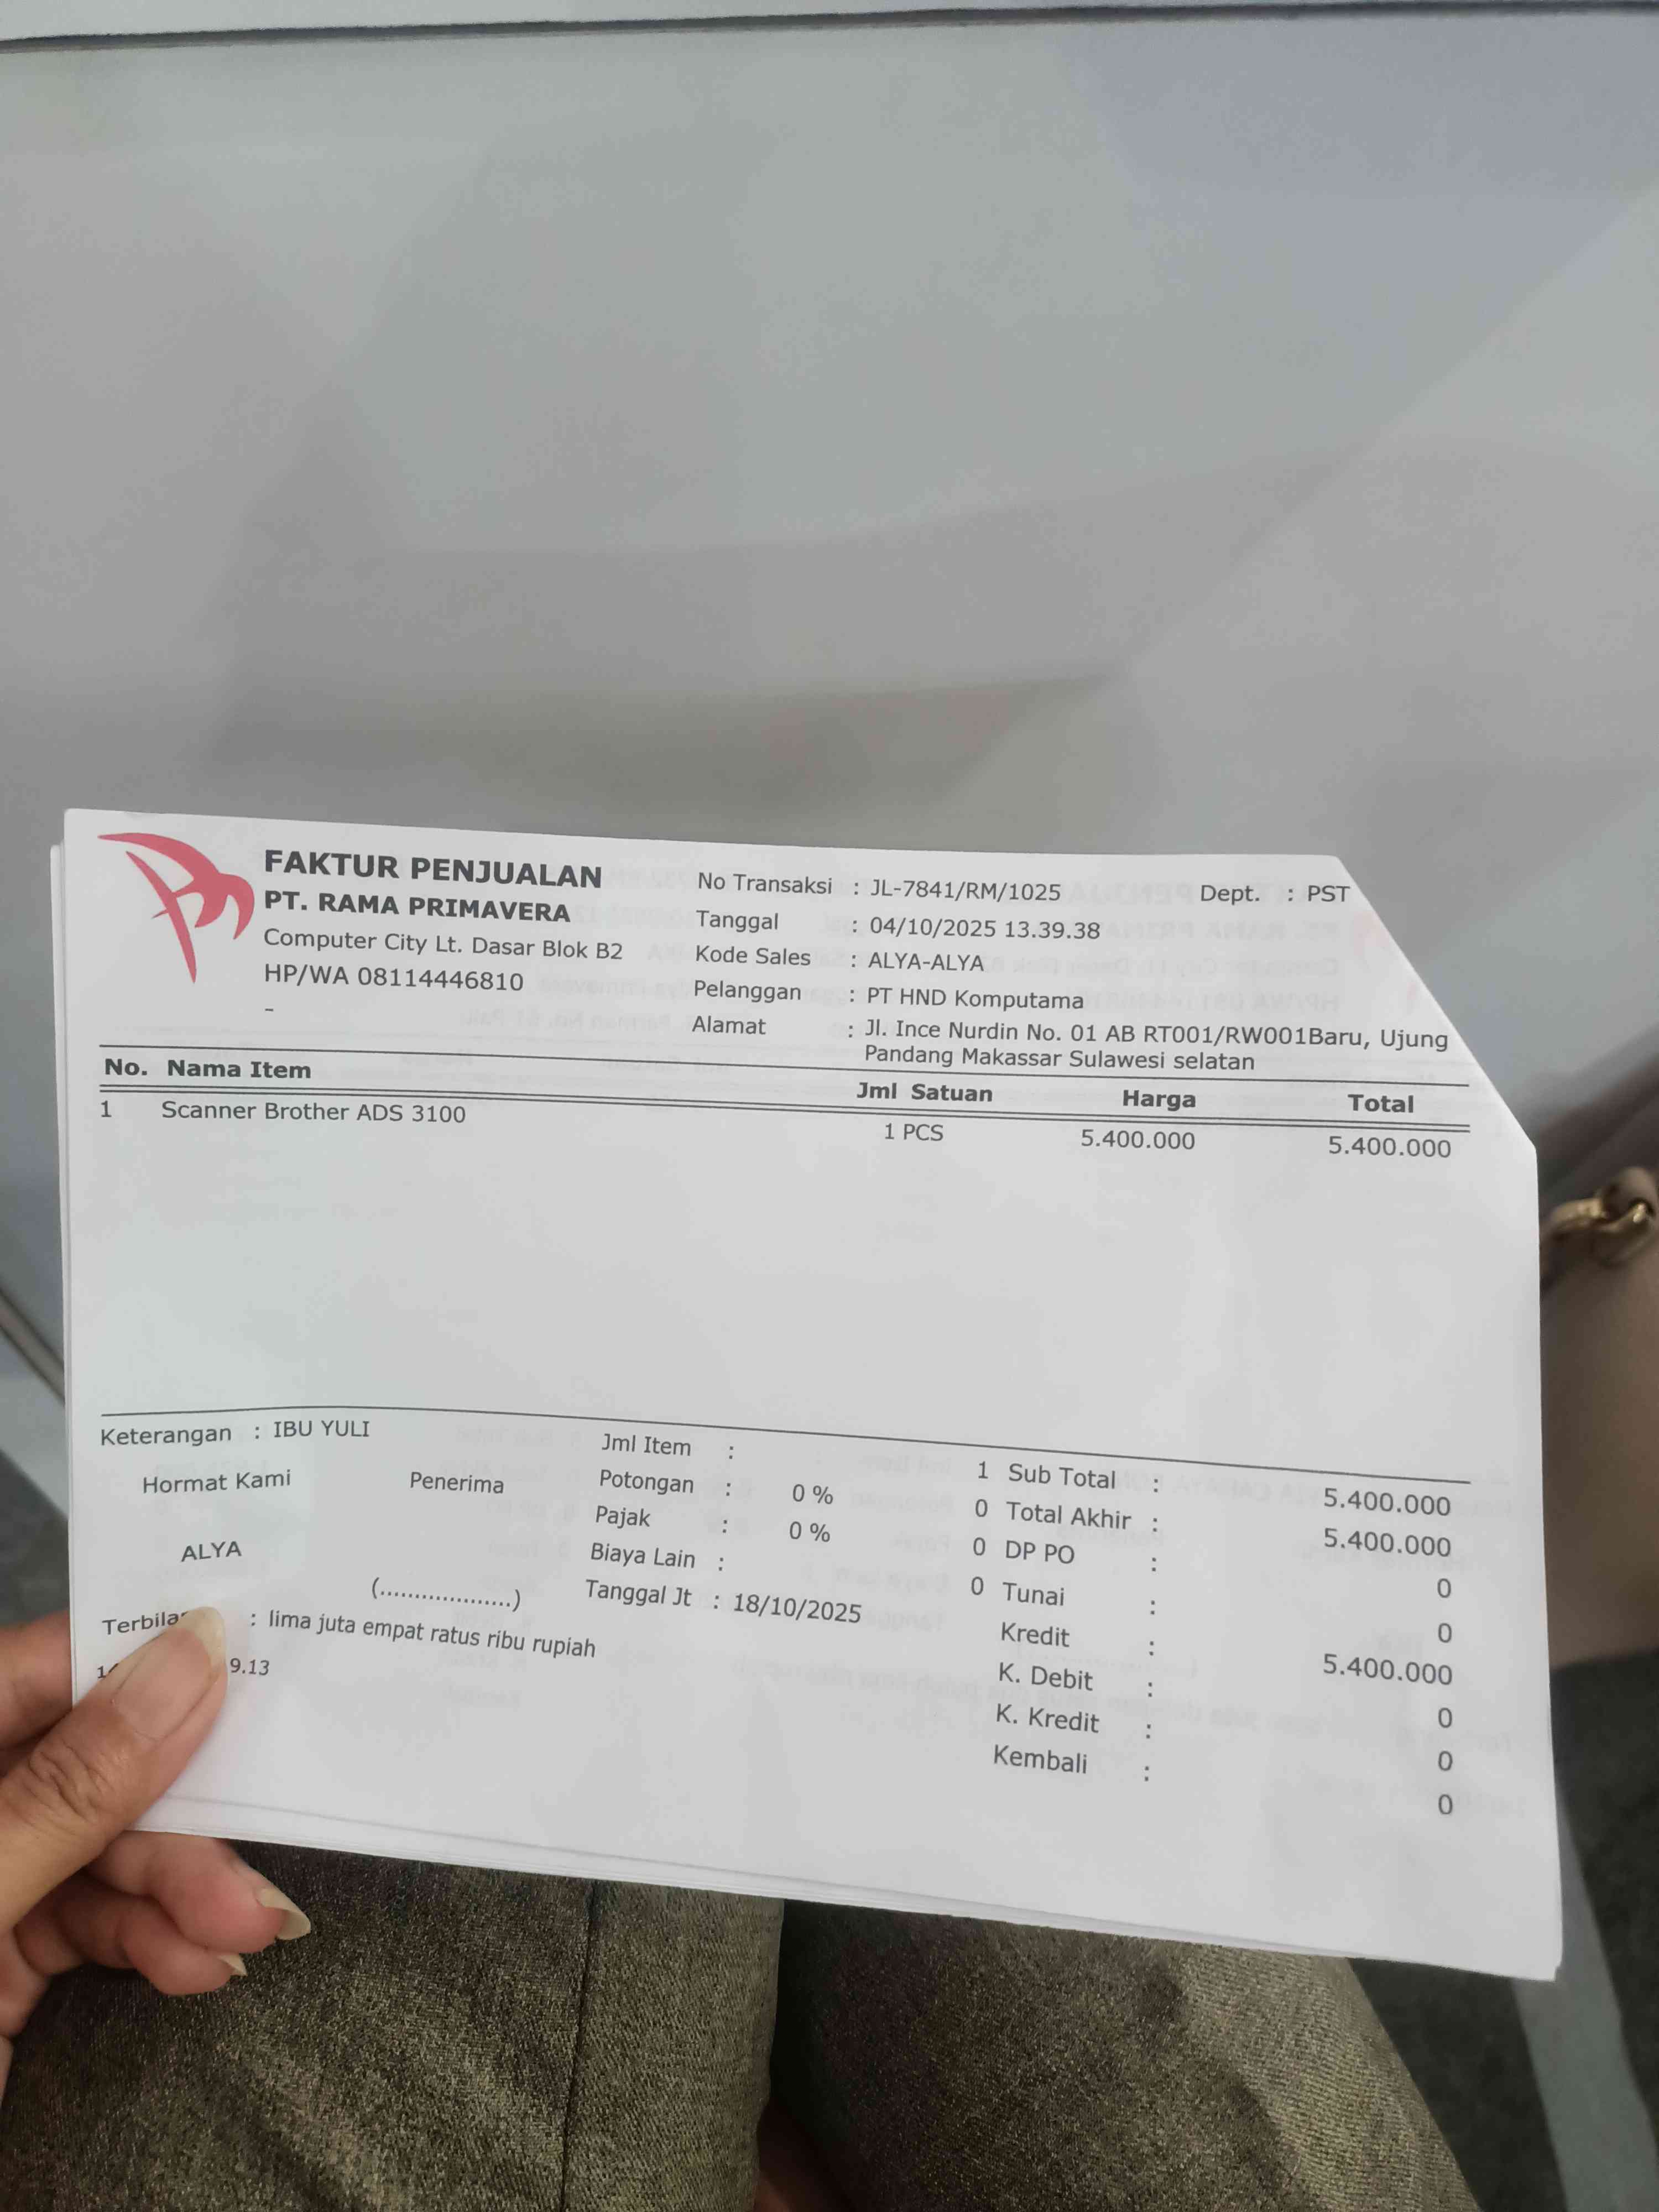 FAKTUR PENJUALAN
PT. RAMA PRIMAVERA
Computer City Lt. Dasar Blok B2
HP/WA 08114446810
-
No Transaksi : JL-7841/RM/1025 Dept. : PST
Tanggal : 04/10/2025 13.39.38
Kode Sales : ALYA-ALYA
Pelanggan : PT HND Komputama
Alamat : Jl. Ince Nurdin No. 01 AB RT001/RW001Baru, Ujung
Pandang Makassar Sulawesi selatan
No. Nama Item Jml Satuan Harga Total
1 Scanner Brother ADS 3100 1 PCS 5.400.000 5.400.000
Keterangan : IBU YULI
Hormat Kami Penerima
ALYA
(...................)
Jml Item : 1
Potongan : 0 % 0
Pajak : 0 % 0
Biaya Lain : 0
Tanggal Jt : 18/10/2025
Sub Total : 5.400.000
Total Akhir : 5.400.000
DP PO : 0
Tunai : 0
Kredit : 5.400.000
K. Debit : 0
K. Kredit : 0
Kembali : 0
: lima juta empat ratus ribu rupiah
9.13